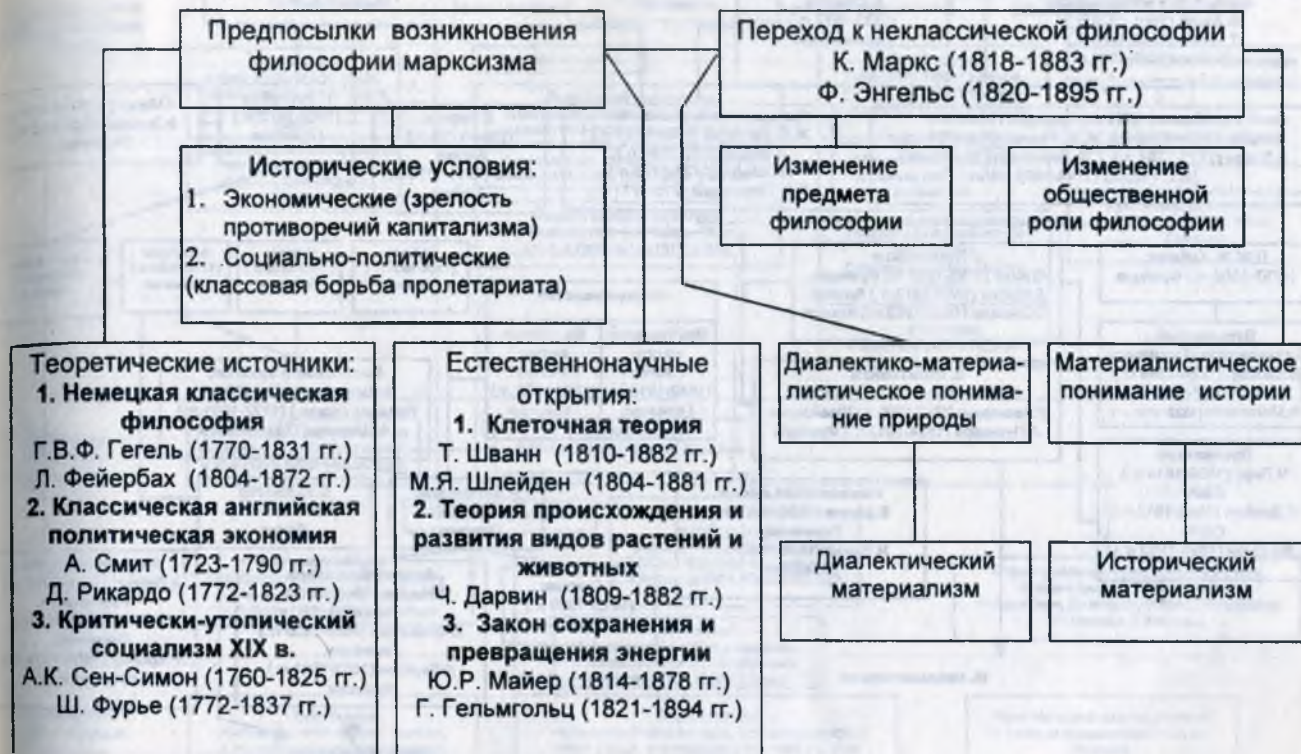 Предпосылки возникновения
философии марксизма
Переход к неклассической философии
К. Маркс (1818-1883 гг.)
Ф. Энгельс (1820-1895 гг.)
Исторические условия:
1. Экономические (зрелость
противоречий капитализма)
2. Социально-политические
(классовая борьба пролетариата)
Изменение
предмета
философии
Изменение
общественной
роли философии
Теоретические источники:
1. Немецкая классическая
философия
Г.В.Ф. Гегель (1770-1831 гг.)
Л. Фейербах (1804-1872 гг.)
2. Классическая английская
политическая экономия
А. Смит (1723-1790 гг.)
Д. Рикардо (1772-1823 гг.)
3. Критически-утопический
социализм XIX в.
А.К. Сен-Симон (1760-1825 гг.)
Ш. Фурье (1772-1837 гг.)
Естественнонаучные
открытия:
1. Клеточная теория
Т. Шванн (1810-1882 гг.)
М.Я. Шлейден (1804-1881 гг.)
2. Теория происхождения и
развития видов растений и
животных
Ч. Дарвин (1809-1882 гг.)
3. Закон сохранения и
превращения энергии
Ю.Р. Майер (1814-1878 гг.)
Г. Гельмгольц (1821-1894 гг.)
Диалектико-матери-
листическое понима-
ние природы
Материалистическое
понимание истории
Диалектический
материализм
Исторический
материализм